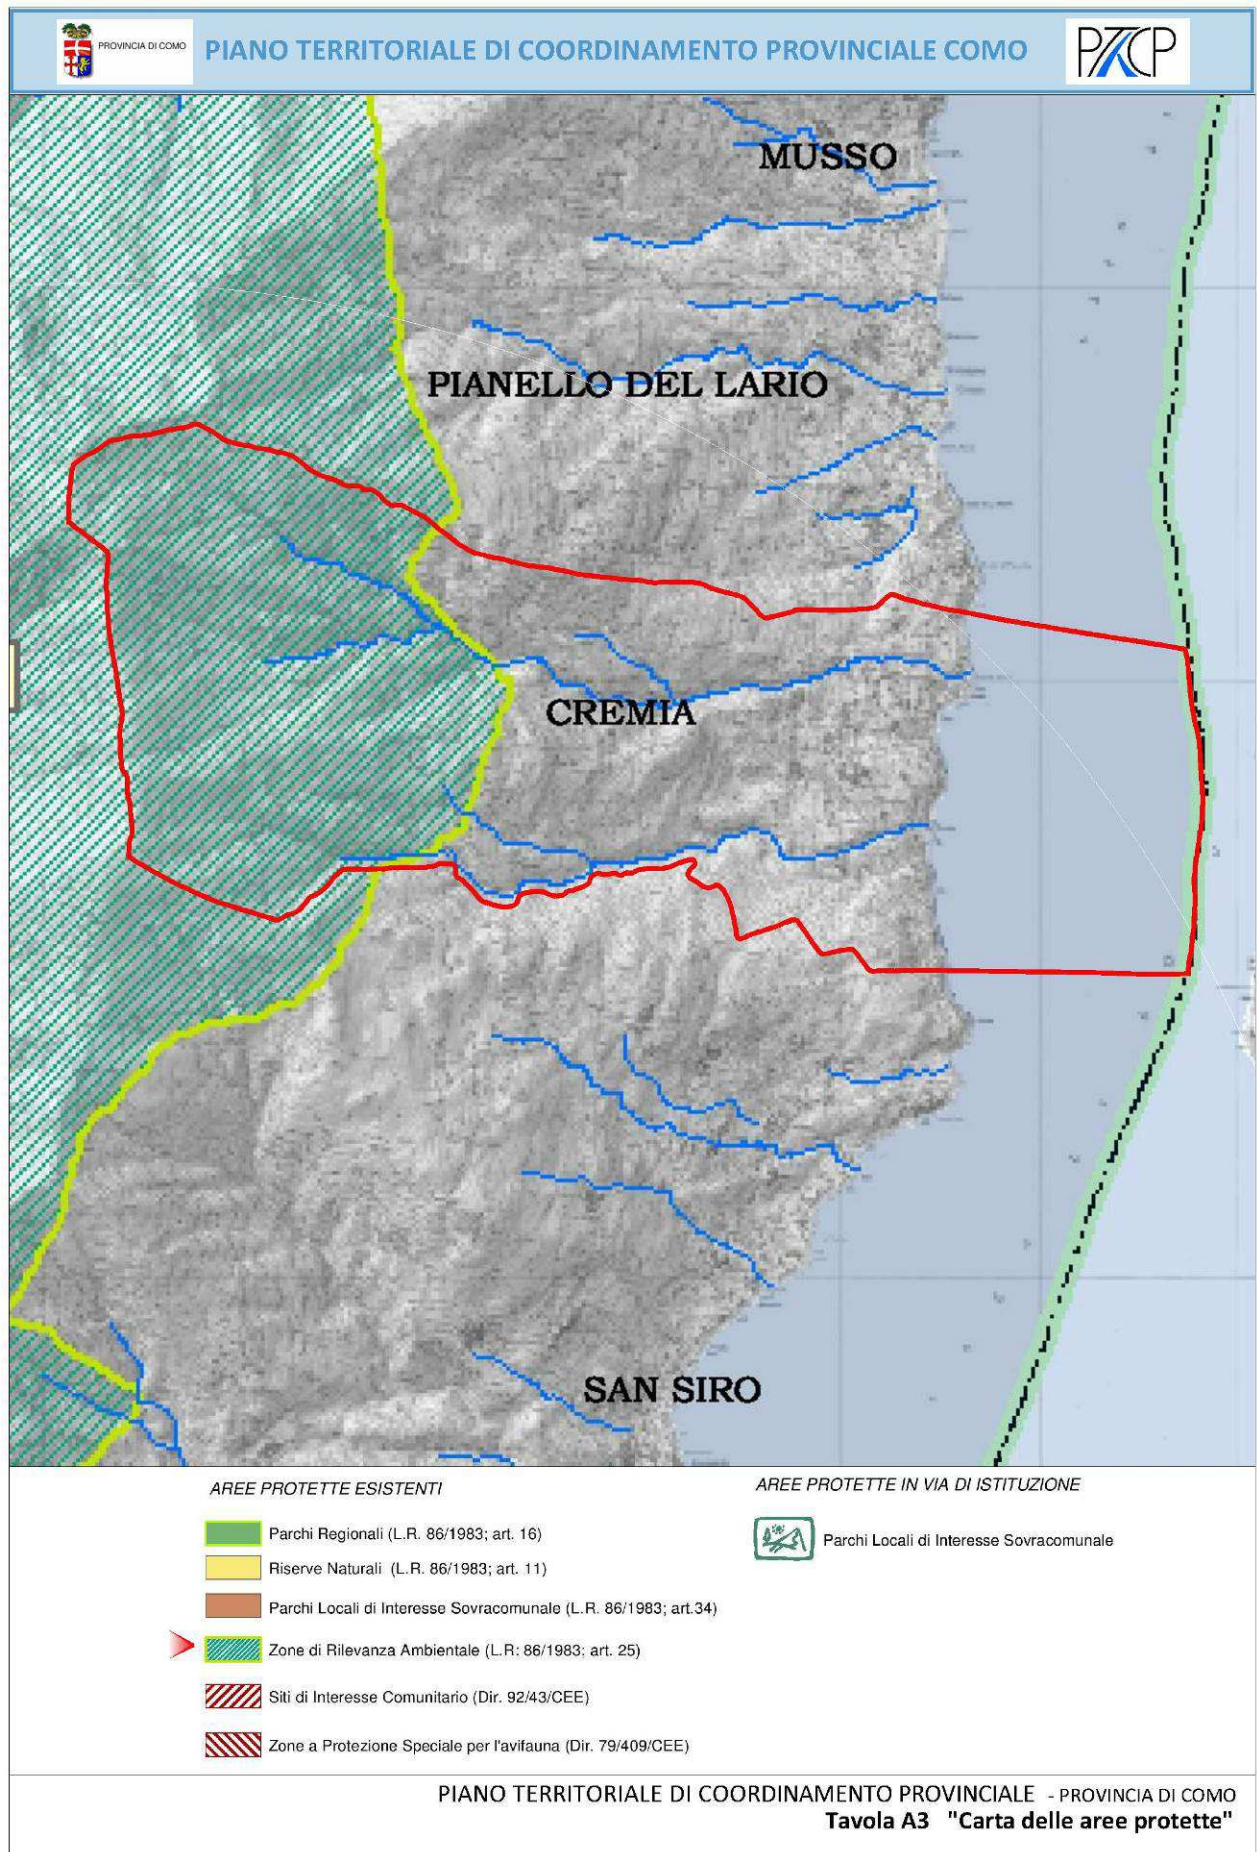 PROVINCIA DI COMO
PIANO TERRITORIALE DI COORDINAMENTO PROVINCIALE COMO
PTCP
MUSSO
PIANELLO DEL LARIO
CREMIA
SAN SIRO
AREE PROTETTE ESISTENTI
Parchi Regionali (L.R. 86/1983; art. 16)
Riserve Naturali (L.R. 86/1983; art. 11)
Parchi Locali di Interesse Sovracomunale (L.R. 86/1983; art.34)
Zone di Rilevanza Ambientale (L.R: 86/1983; art. 25)
Siti di Interesse Comunitario (Dir. 92/43/CEE)
Zone a Protezione Speciale per l'avifauna (Dir. 79/409/CEE)
AREE PROTETTE IN VIA DI ISTITUZIONE
Parchi Locali di Interesse Sovracomunale
PIANO TERRITORIALE DI COORDINAMENTO PROVINCIALE - PROVINCIA DI COMO
Tavola A3 "Carta delle aree protette"